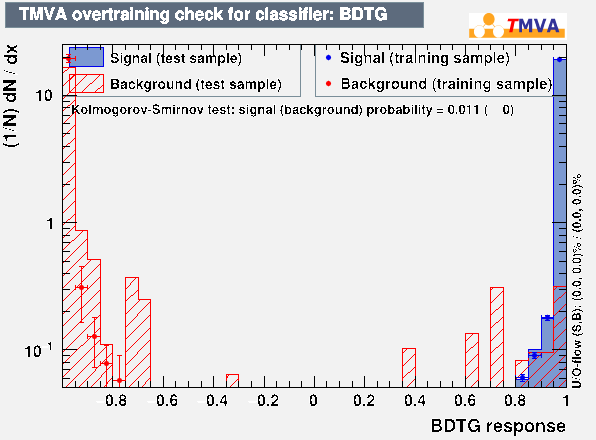 TMVA overtraining check for classifier: BDTG
TMVA
(1/N) dN / dx
Signal (test sample)
Background (test sample)
Signal (training sample)
Background (training sample)
Kolmogorov-Smirnov test: signal (background) probability = 0.011 ( 0)
10
1
10⁻¹
−0.8 −0.6 −0.4 −0.2 0 0.2 0.4 0.6 0.8 1
BDTG response
U/O-flow (S,B): (0.0, 0.0)% / (0.0, 0.0)%